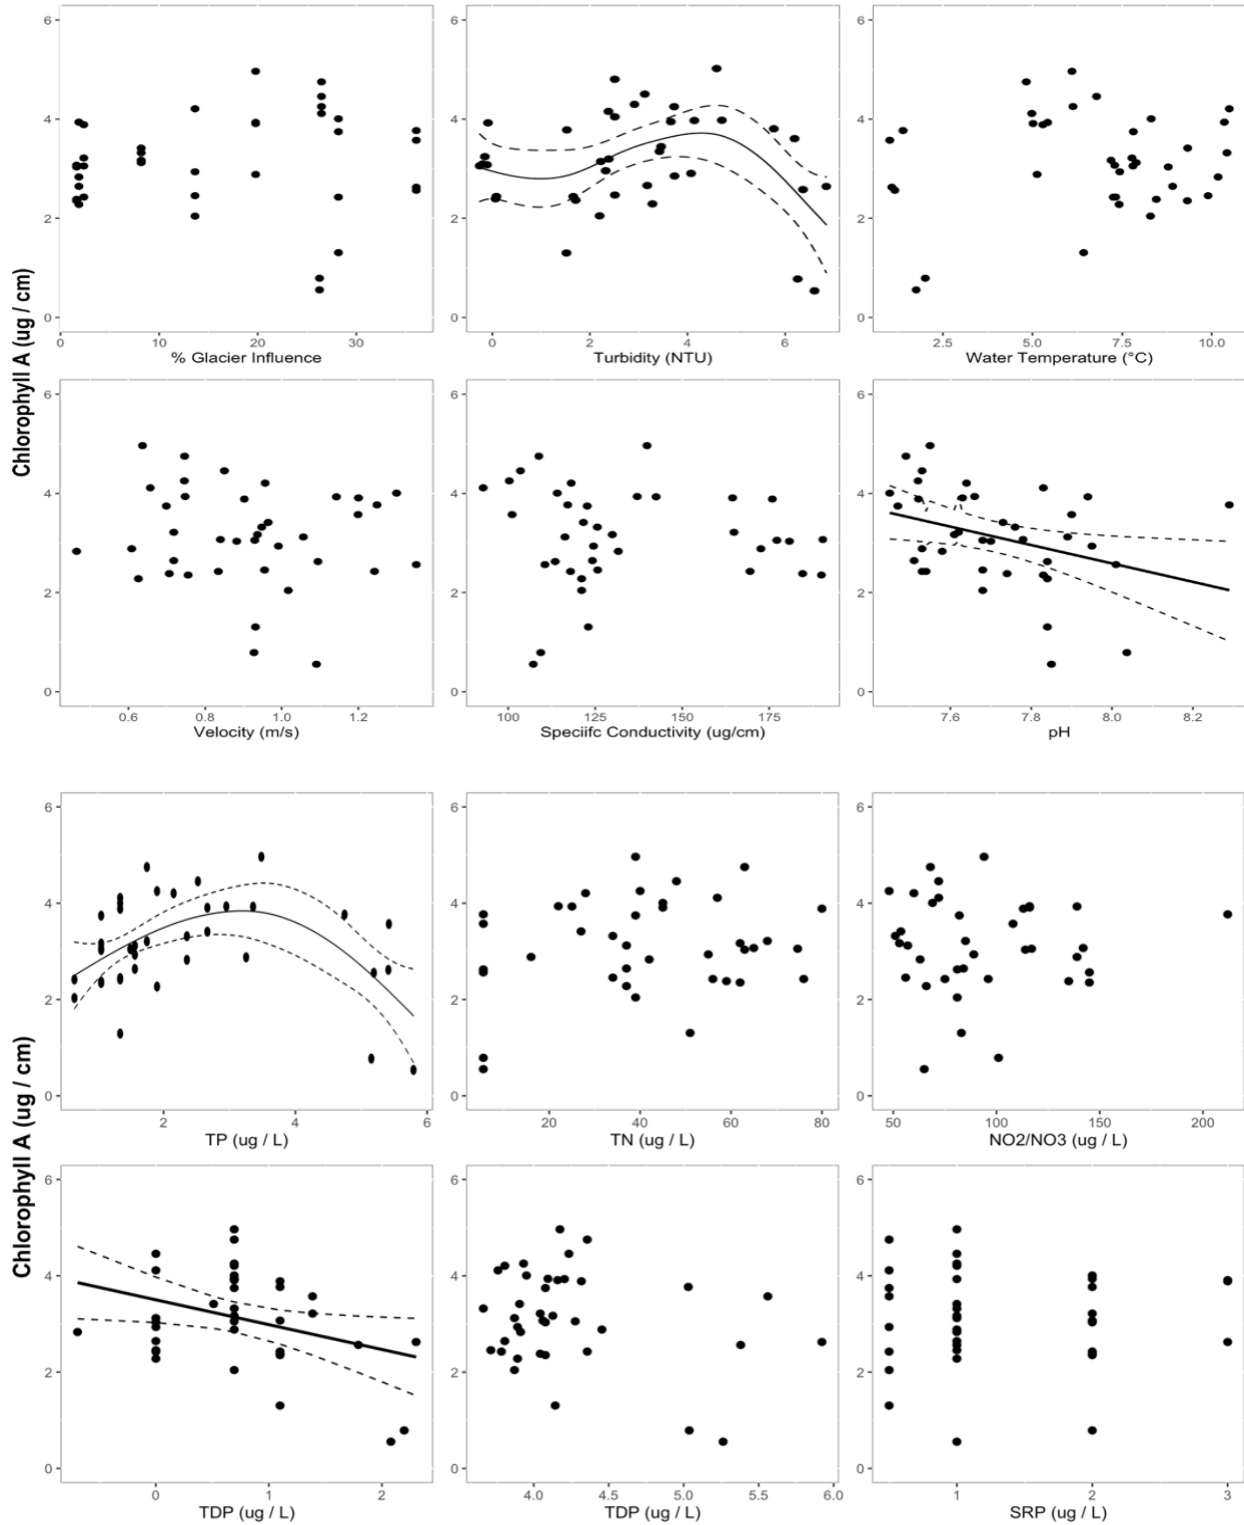 Chlorophyll A (ug / cm)
6
4
2
0
0 10 20 30
% Glacier Influence
6
4
2
0
0 2 4 6
Turbidity (NTU)
6
4
2
0
2.5 5.0 7.5 10.0
Water Temperature (°C)
6
4
2
0
0.6 0.8 1.0 1.2
Velocity (m/s)
6
4
2
0
100 125 150 175
Speciifc Conductivity (ug/cm)
6
4
2
0
7.6 7.8 8.0 8.2
pH
Chlorophyll A (ug / cm)
6
4
2
0
2 4 6
TP (ug / L)
6
4
2
0
20 40 60 80
TN (ug / L)
6
4
2
0
50 100 150 200
NO2/NO3 (ug / L)
6
4
2
0
0 1 2
TDP (ug / L)
6
4
2
0
4.0 4.5 5.0 5.5 6.0
TDP (ug / L)
6
4
2
0
1 2 3
SRP (ug / L)